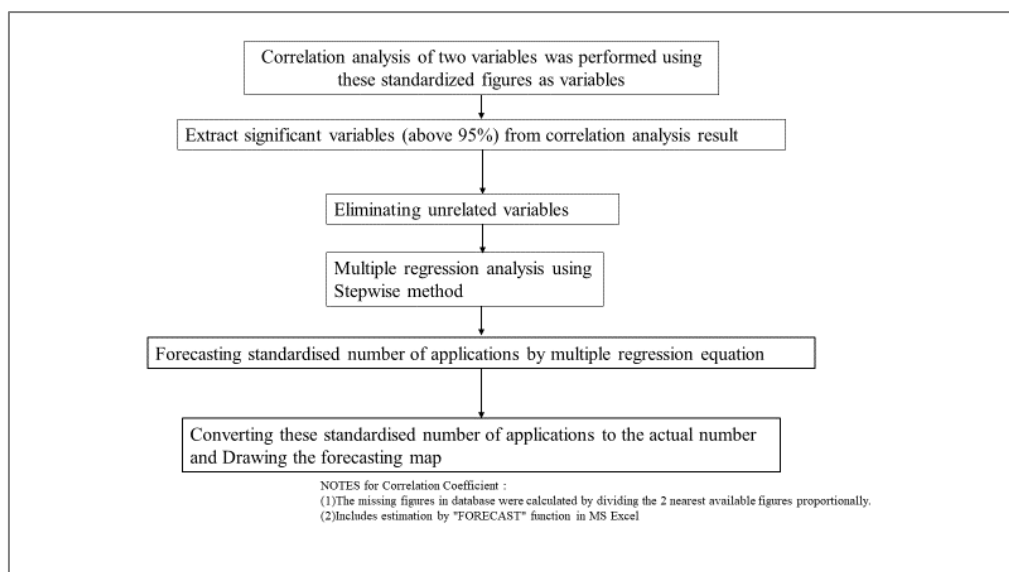 Correlation analysis of two variables was performed using
these standardized figures as variables
Extract significant variables (above 95%) from correlation analysis result
Eliminating unrelated variables
Multiple regression analysis using
Stepwise method
Forecasting standardised number of applications by multiple regression equation
Converting these standardised number of applications to the actual number
and Drawing the forecasting map
NOTES for Correlation Coefficient :
(1)The missing figures in database were calculated by dividing the 2 nearest available figures proportionally.
(2)Includes estimation by "FORECAST" function in MS Excel